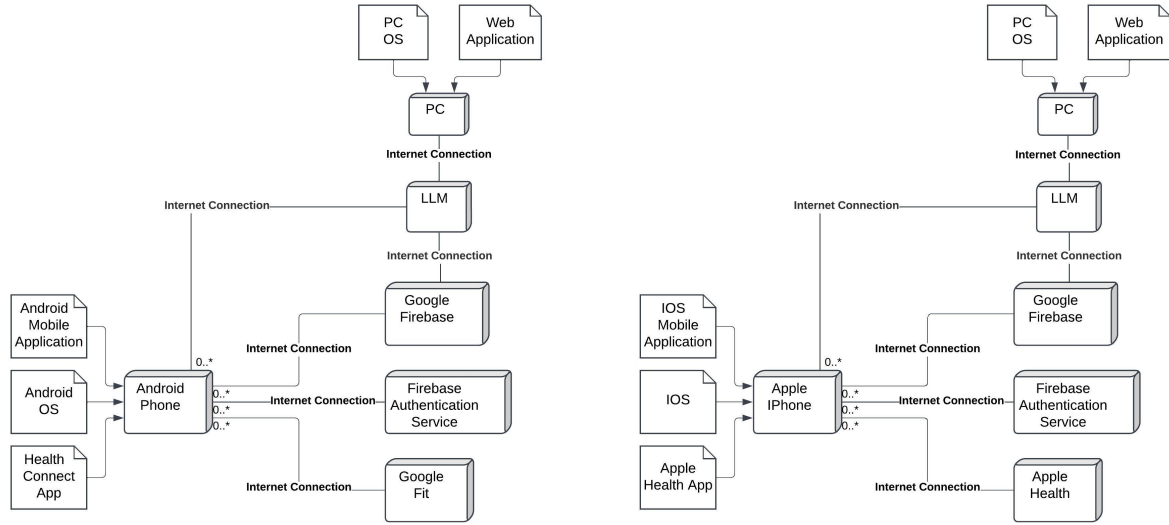 PC
OS
Web
Application
PC
Internet Connection
LLM
Internet Connection
Internet Connection
Google
Firebase
Android
Mobile
Application
Internet Connection
0..*
Android
OS
Android
Phone
0..*
0..*
0..*
Internet Connection
Firebase
Authentication
Service
Health
Connect
App
Internet Connection
Google
Fit
PC
OS
Web
Application
PC
Internet Connection
LLM
Internet Connection
Internet Connection
Google
Firebase
IOS
Mobile
Application
Internet Connection
0..*
IOS
Apple
IPhone
0..*
0..*
0..*
Internet Connection
Firebase
Authentication
Service
Apple
Health App
Internet Connection
Apple
Health